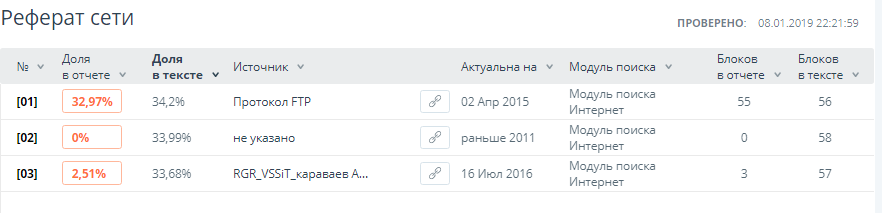 Реферат сети
ПРОВЕРЕНО: 08.01.2019 22:21:59
№ Доля в отчете Доля в тексте Источник Актуальна на Модуль поиска Блоков в отчете Блоков в тексте
[01] 32,97% 34,2% Протокол FTP 02 Апр 2015 Модуль поиска Интернет 55 56
[02] 0% 33,99% не указано раньше 2011 Модуль поиска Интернет 0 58
[03] 2,51% 33,68% RGR_VSSiT_караваев А... 16 Июл 2016 Модуль поиска Интернет 3 57